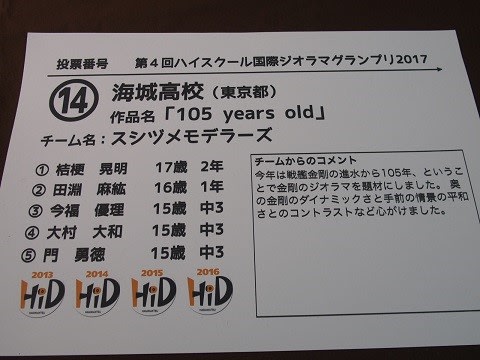 投票番号 第4回ハイスクール国際ジオラマグランプリ2017
⑭ 海城高校（東京都）
作品名「105 years old」
チーム名：スシヅメモデラーズ
① 桔梗 晃明 17歳 2年
② 田淵 麻紘 16歳 1年
③ 今福 優理 15歳 中3
④ 大村 大和 15歳 中3
⑤ 門 勇徳 15歳 中3
チームからのコメント
今年は戦艦金剛の進水から105年、というこ
とで金剛のジオラマを題材にしました。 奥
の金剛のダイナミックさと手前の情景の平和
さとのコントラストなど心がけました。
2013 2014 2015 2016
HiD HiD HiD HiD